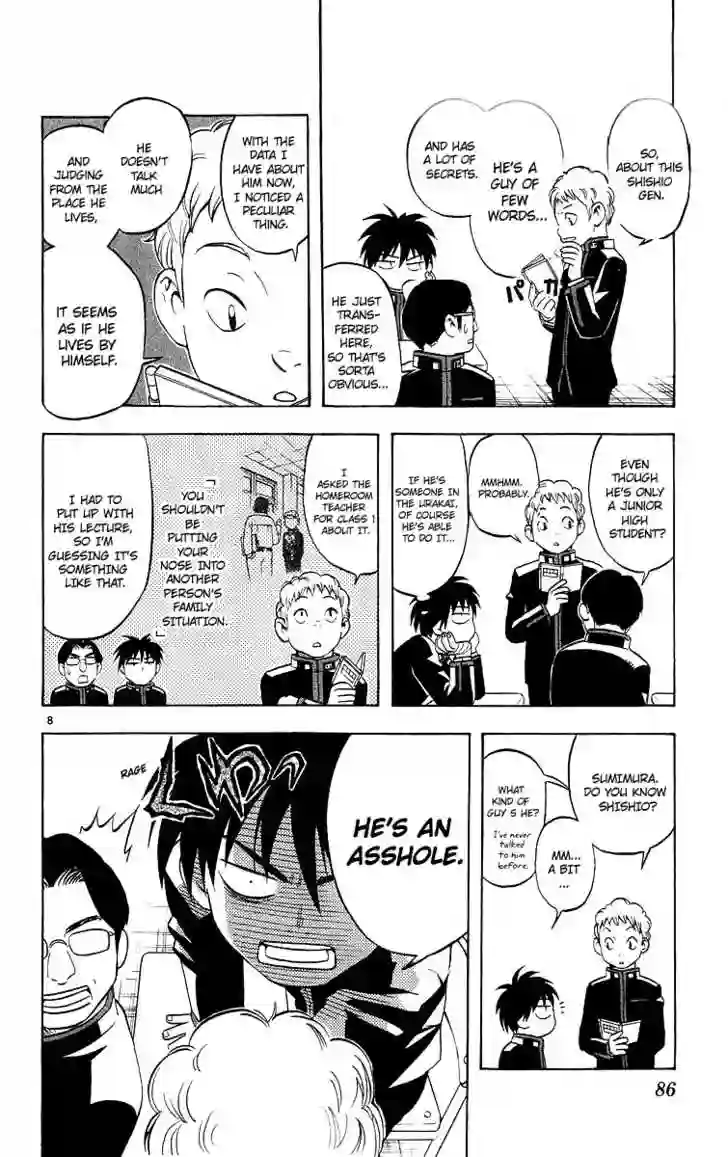 SO,
ABOUT THIS
SHISHIO
GEN.
HE'S A
GUY OF
FEW
WORDS...
AND HAS
A LOT OF
SECRETS.
パカ
HE JUST
TRANS-
FERRED
HERE,
SO THAT'S
SORTA
OBVIOUS...
WITH THE
DATA I
HAVE ABOUT
HIM NOW,
I NOTICED A
PECULIAR
THING.
HE
DOESN'T
TALK
MUCH
AND
JUDGING
FROM THE
PLACE HE
LIVES,
IT SEEMS
AS IF HE
LIVES BY
HIMSELF.
EVEN
THOUGH
HE'S ONLY
A JUNIOR
HIGH
STUDENT?
MMHMM.
PROBABLY.
IF HE'S
SOMEONE
IN THE
URAKAI,
OF COURSE
HE'S ABLE
TO DO IT...
I
ASKED THE
HOMEROOM
TEACHER
FOR CLASS 1
ABOUT IT.
「YOU
SHOULDN'T
BE
PUTTING
YOUR
NOSE INTO
ANOTHER
PERSON'S
FAMILY
SITUATION.」
I HAD TO
PUT UP WITH
HIS LECTURE,
SO I'M
GUESSING IT'S
SOMETHING
LIKE THAT.
8
SUMIMURA.
DO YOU KNOW
SHISHIO?
MM...
A BIT
...
WHAT
KIND OF
GUY S HE?
I've never
talked
to him
before.
RAGE
HE'S AN
ASSHOLE.
86